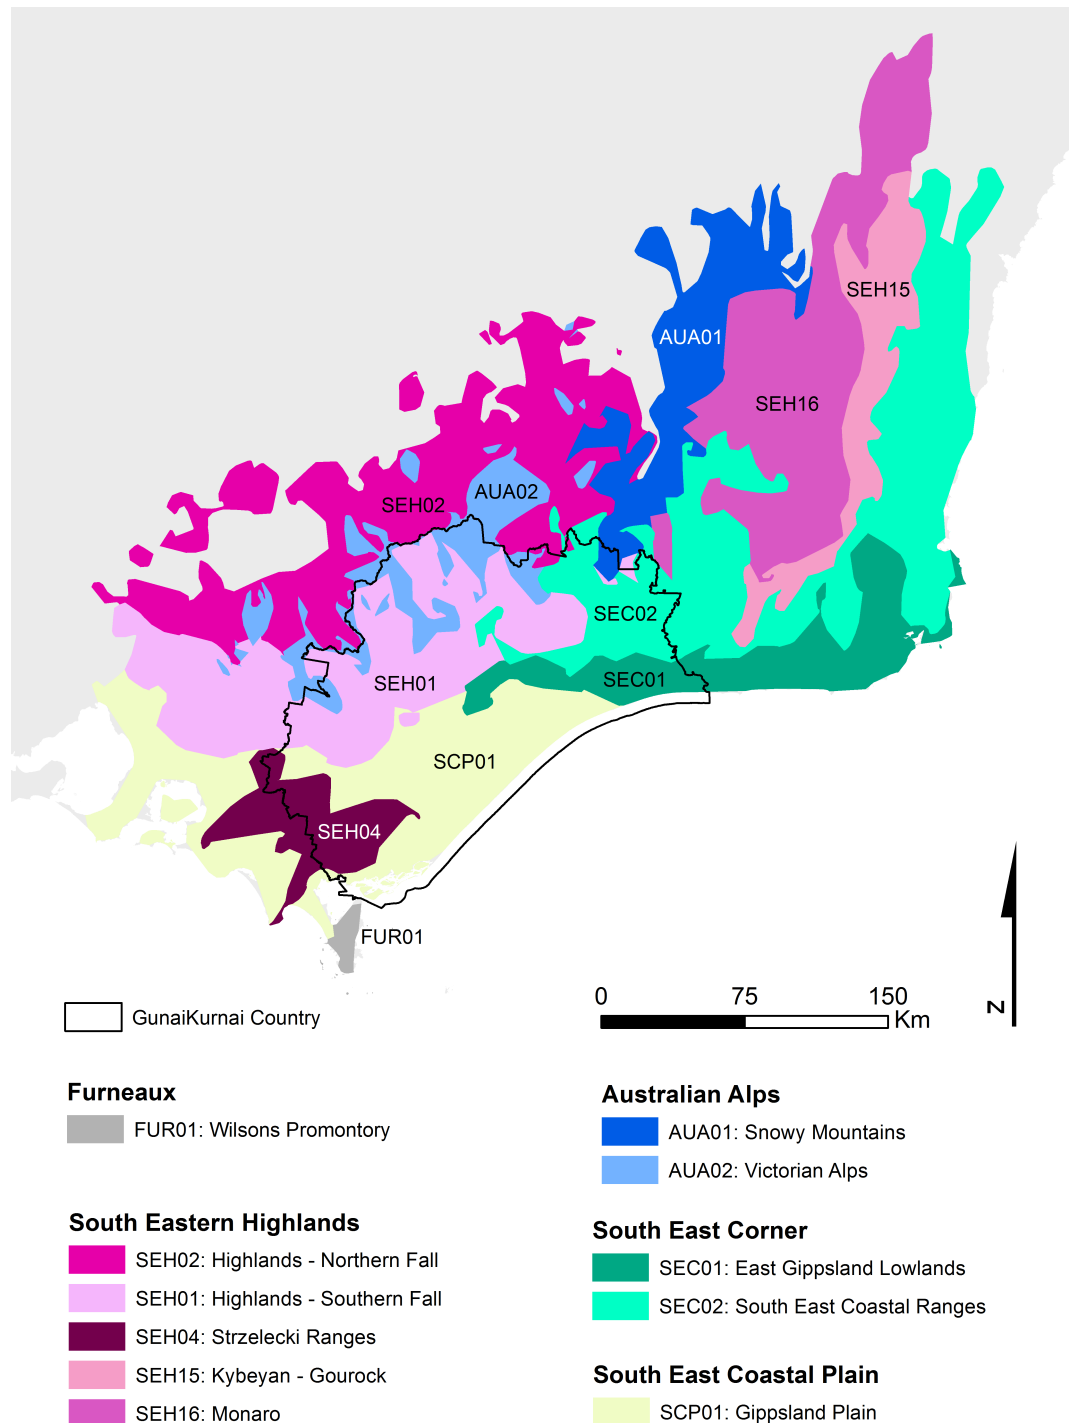 SEH15
AUA01
SEH16
AUA02
SEH02
SEC02
SEC01
SEH01
SCP01
SEH04
FUR01
0 75 150
Km
N
GunaiKurnai Country
Furneaux
FUR01: Wilsons Promontory
South Eastern Highlands
SEH02: Highlands - Northern Fall
SEH01: Highlands - Southern Fall
SEH04: Strzelecki Ranges
SEH15: Kybeyan - Gourock
SEH16: Monaro
Australian Alps
AUA01: Snowy Mountains
AUA02: Victorian Alps
South East Corner
SEC01: East Gippsland Lowlands
SEC02: South East Coastal Ranges
South East Coastal Plain
SCP01: Gippsland Plain